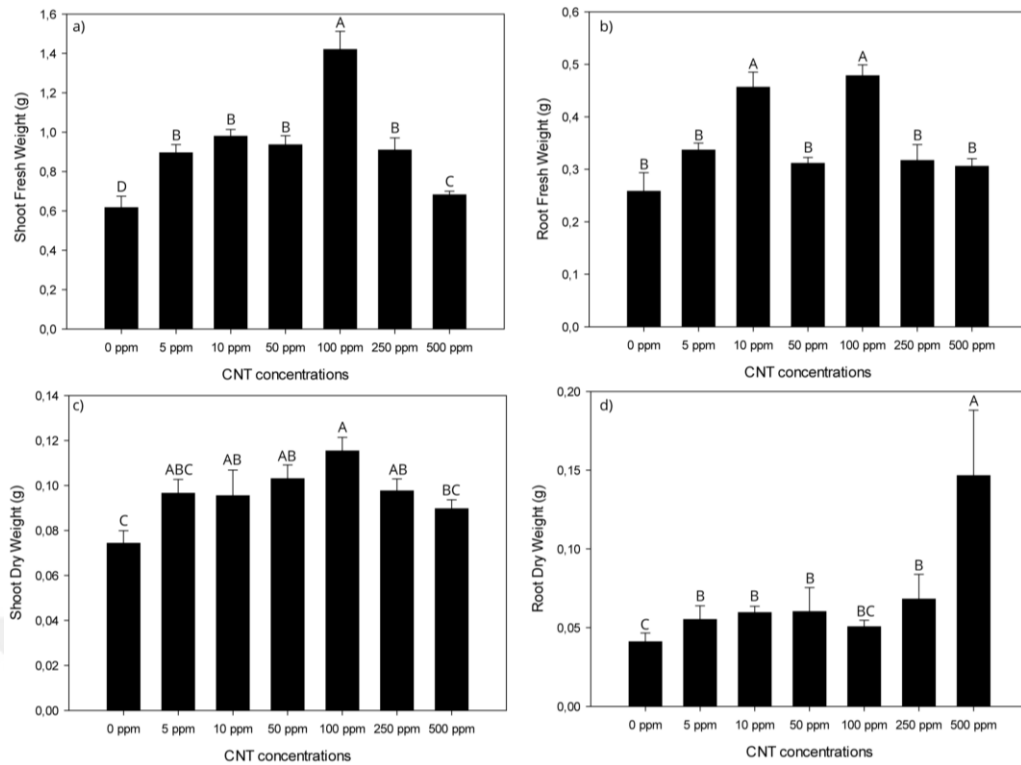 a)
Shoot Fresh Weight (g)
1,6
1,4
1,2
1,0
0,8
0,6
0,4
0,2
0,0
D
B
B
B
A
B
C
0 ppm 5 ppm 10 ppm 50 ppm 100 ppm 250 ppm 500 ppm
CNT concentrations
b)
Root Fresh Weight (g)
0,6
0,5
0,4
0,3
0,2
0,1
0,0
B
B
A
B
A
B
B
0 ppm 5 ppm 10 ppm 50 ppm 100 ppm 250 ppm 500 ppm
CNT concentrations
c)
Shoot Dry Weight (g)
0,14
0,12
0,10
0,08
0,06
0,04
0,02
0,00
C
ABC
AB
AB
A
AB
BC
0 ppm 5 ppm 10 ppm 50 ppm 100 ppm 250 ppm 500 ppm
CNT concentrations
d)
Root Dry Weight (g)
0,20
0,15
0,10
0,05
0,00
C
B
B
B
BC
B
A
0 ppm 5 ppm 10 ppm 50 ppm 100 ppm 250 ppm 500 ppm
CNT concentrations